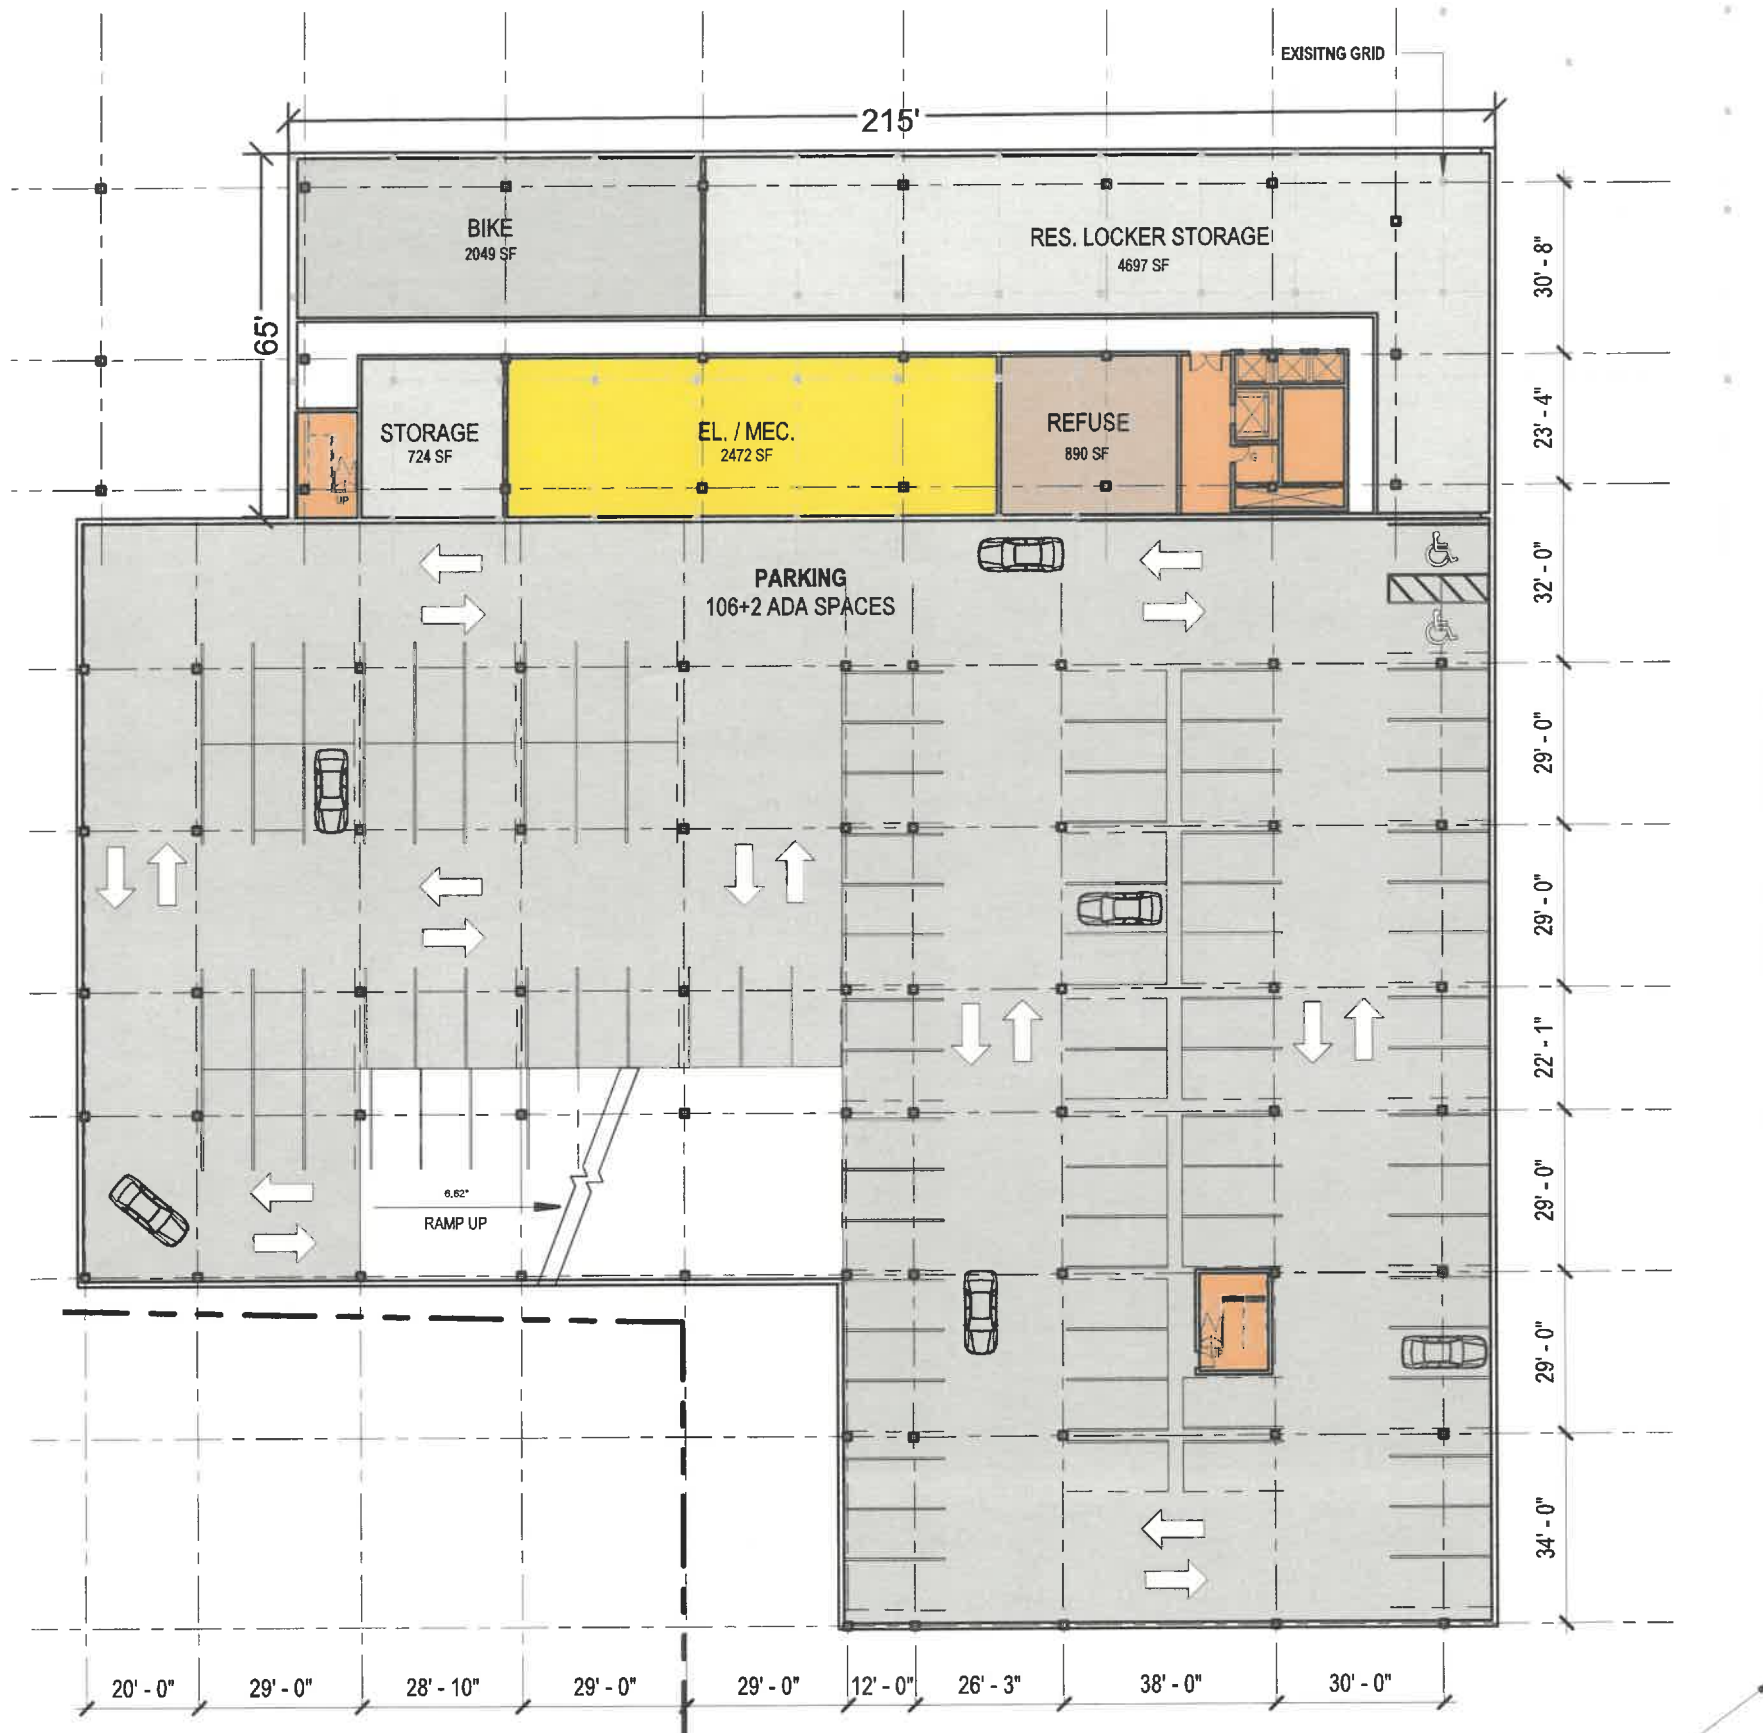 EXISITNG GRID
215'
65'
BIKE
2049 SF
RES. LOCKER STORAGE
4697 SF
30' - 8"
STORAGE
724 SF
EL. / MEC.
2472 SF
REFUSE
890 SF
23' - 4"
UP
PARKING
106+2 ADA SPACES
32' - 0"
29' - 0"
29' - 0"
22' - 1"
6.62°
RAMP UP
29' - 0"
29' - 0"
34' - 0"
20' - 0"
29' - 0"
28' - 10"
29' - 0"
29' - 0"
12' - 0"
26' - 3"
38' - 0"
30' - 0"